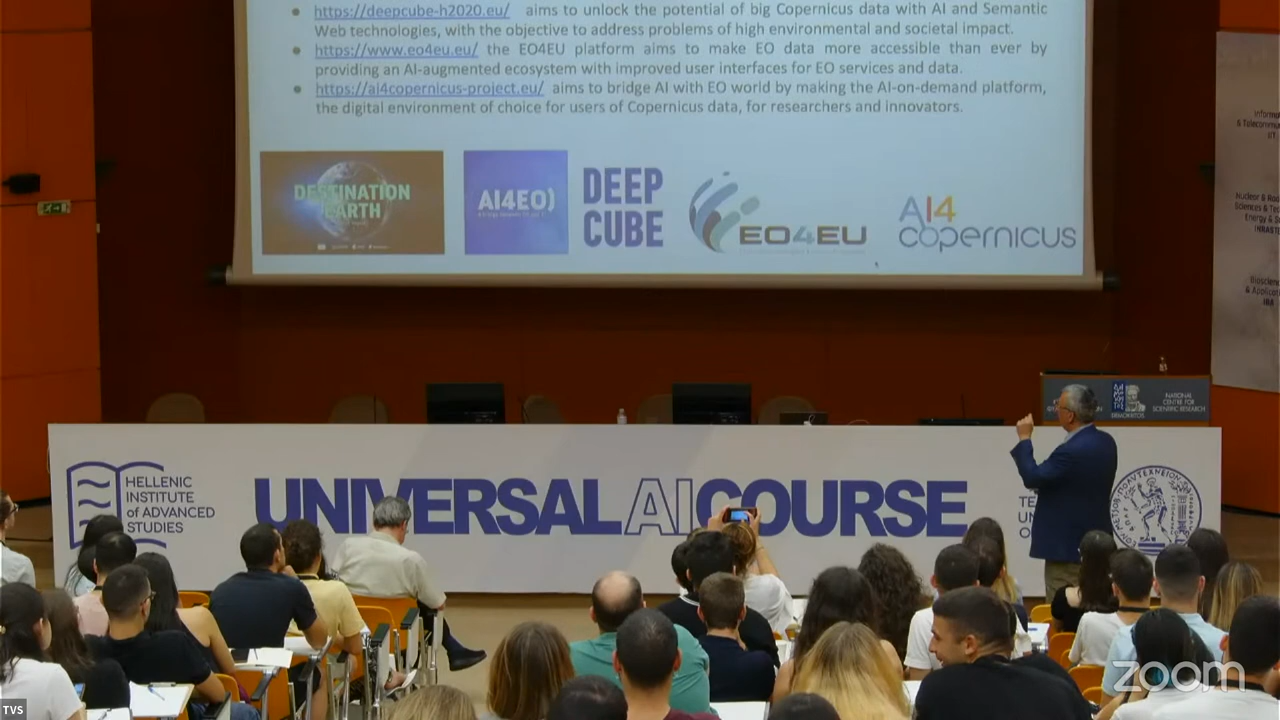 https://deepcube-h2020.eu/ aims to unlock the potential of big Copernicus data with AI and Semantic
Web technologies, with the objective to address problems of high environmental and societal impact.
https://www.eo4eu.eu/ the EO4EU platform aims to make EO data more accessible than ever by
providing an AI-augmented ecosystem with improved user interfaces for EO services and data.
https://ai4copernicus-project.eu/ aims to bridge AI with EO world by making the AI-on-demand platform,
the digital environment of choice for users of Copernicus data, for researchers and innovators.
DESTINATION
EARTH
AI4EO
DEEP
CUBE
EO4EU
AI4
copernicus
NATIONAL
CENTRE FOR
SCIENTIFIC RESEARCH
HELLENIC
INSTITUTE
of ADVANCED
STUDIES
UNIVERSAL AI COURSE
zoom
TVS